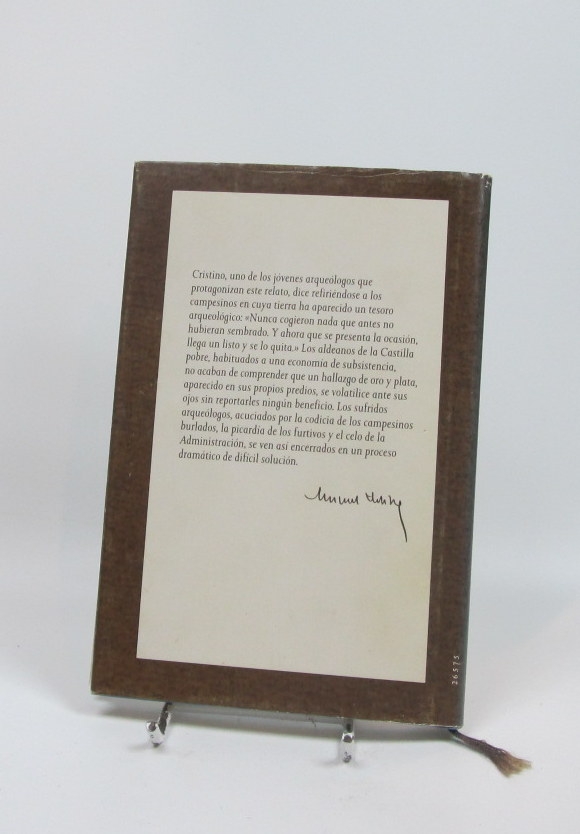 Cristino, uno de los jóvenes arqueólogos que
protagonizan este relato, dice refiriéndose a los
campesinos en cuya tierra ha aparecido un tesoro
arqueológico: «Nunca cogieron nada que antes no
habieran sembrado. Y ahora que se presenta la ocasión,
llega un listo y se lo quita.» Los aldeanos de la Castilla
pobre, habituados a una economía de subsistencia,
no acaban de comprender que un hallazgo de oro y plata,
aparecido en sus propios predios, se volatilice ante sus
ojos sin reportarles ningún beneficio. Los sufridos
arqueólogos, acuciados por la codicia de los campesinos
burlados, la picardía de los furtivos y el celo de la
Administración, se ven así encerrados en un proceso
dramático de difícil solución.
26575